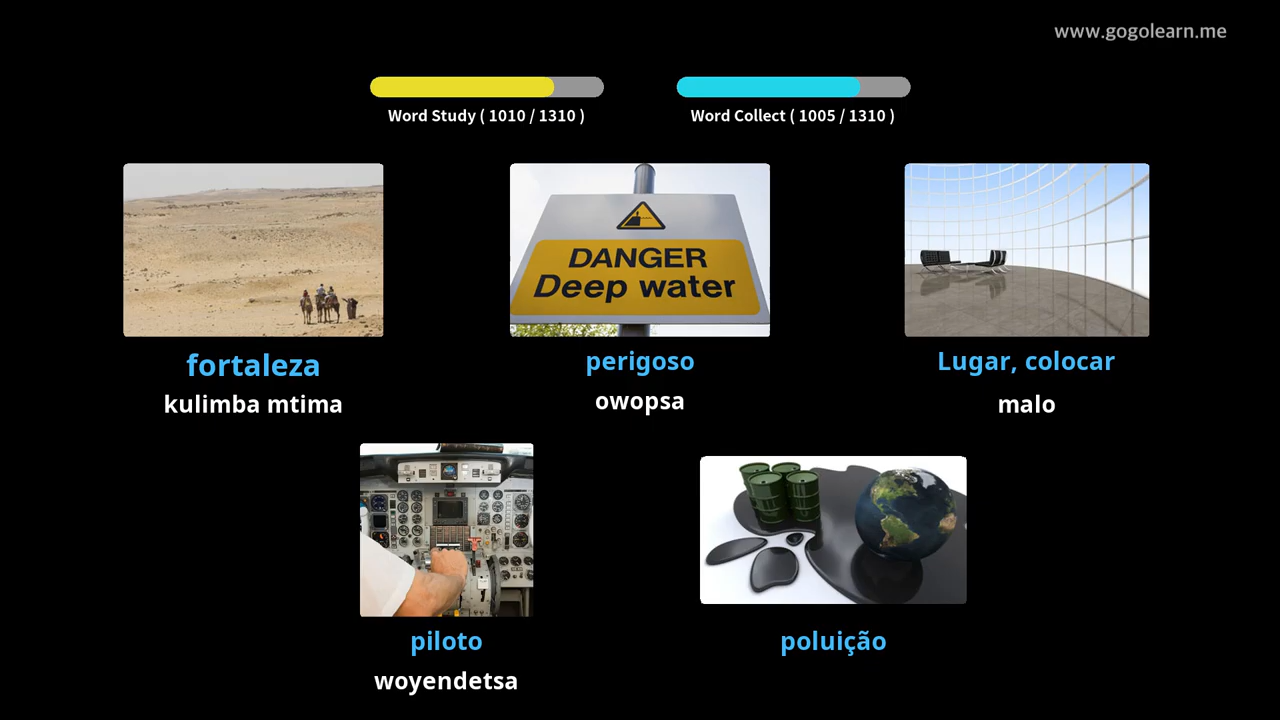 www.gogolearn.me
Word Study ( 1010 / 1310 )
Word Collect ( 1005 / 1310 )
DANGER
Deep water
fortaleza
kulimba mtima
perigoso
owopsa
Lugar, colocar
malo
piloto
woyendetsa
poluição